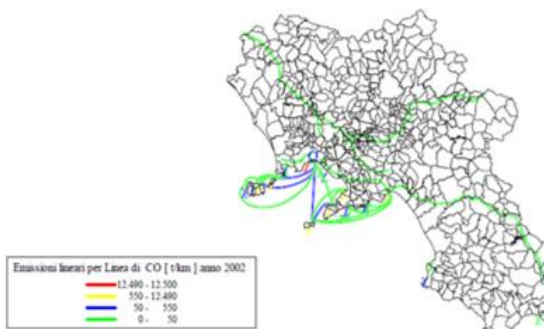 Emissioni lineari per Linea di CO [ t/km ] anno 2002
12.490 - 12.500
550 - 12.490
50 - 550
0 - 50